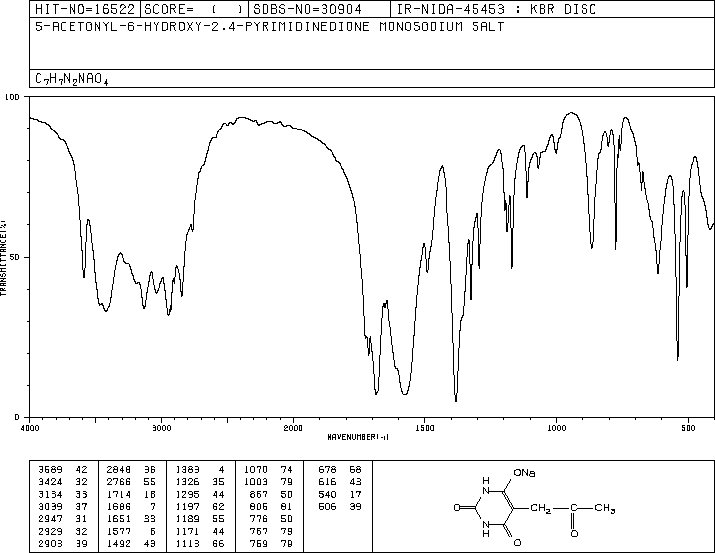 HIT-NO=16522 SCORE= ( ) SDBS-NO=30904 IR-NIDA-45453 : KBR DISC
5-ACETONYL-6-HYDROXY-2.4-PYRIMIDINEDIONE MONOSODIUM SALT
C7H7N2NAO4
100
50
0
TRANSMITTANCE(%)
4000 3000 2000 1500 1000 500
WAVENUMBER(-1)
3589 42 2848 36 1383 4 1070 74 678 68
3424 32 2766 55 1326 35 1003 79 616 43
3134 33 1714 18 1295 44 867 50 540 17
3039 37 1686 7 1197 62 806 81 506 39
2947 31 1651 33 1189 55 776 50
2929 32 1577 6 1171 44 767 79
2903 39 1492 43 1113 66 759 78
ONa
H
N
O
CH2
C
CH3
N
H
O
O